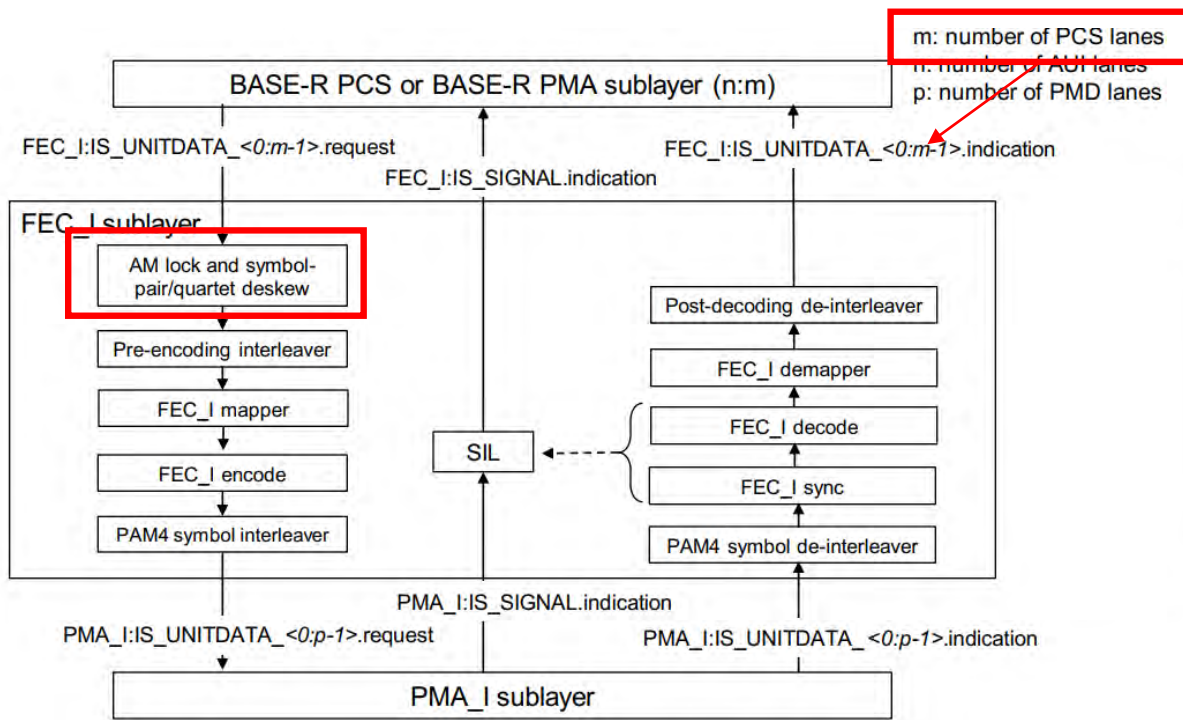 m: number of PCS lanes
n: number of AUI lanes
p: number of PMD lanes
BASE-R PCS or BASE-R PMA sublayer (n:m)
FEC_I:IS_UNITDATA_<0:m-1>.request
FEC_I:IS_SIGNAL.indication
FEC_I:IS_UNITDATA_<0:m-1>.indication
FEC_I sublayer
AM lock and symbol-
pair/quartet deskew
Pre-encoding interleaver
FEC_I mapper
FEC_I encode
PAM4 symbol interleaver
SIL
Post-decoding de-interleaver
FEC_I demapper
FEC_I decode
FEC_I sync
PAM4 symbol de-interleaver
PMA_I:IS_UNITDATA_<0:p-1>.request
PMA_I:IS_SIGNAL.indication
PMA_I:IS_UNITDATA_<0:p-1>.indication
PMA_I sublayer